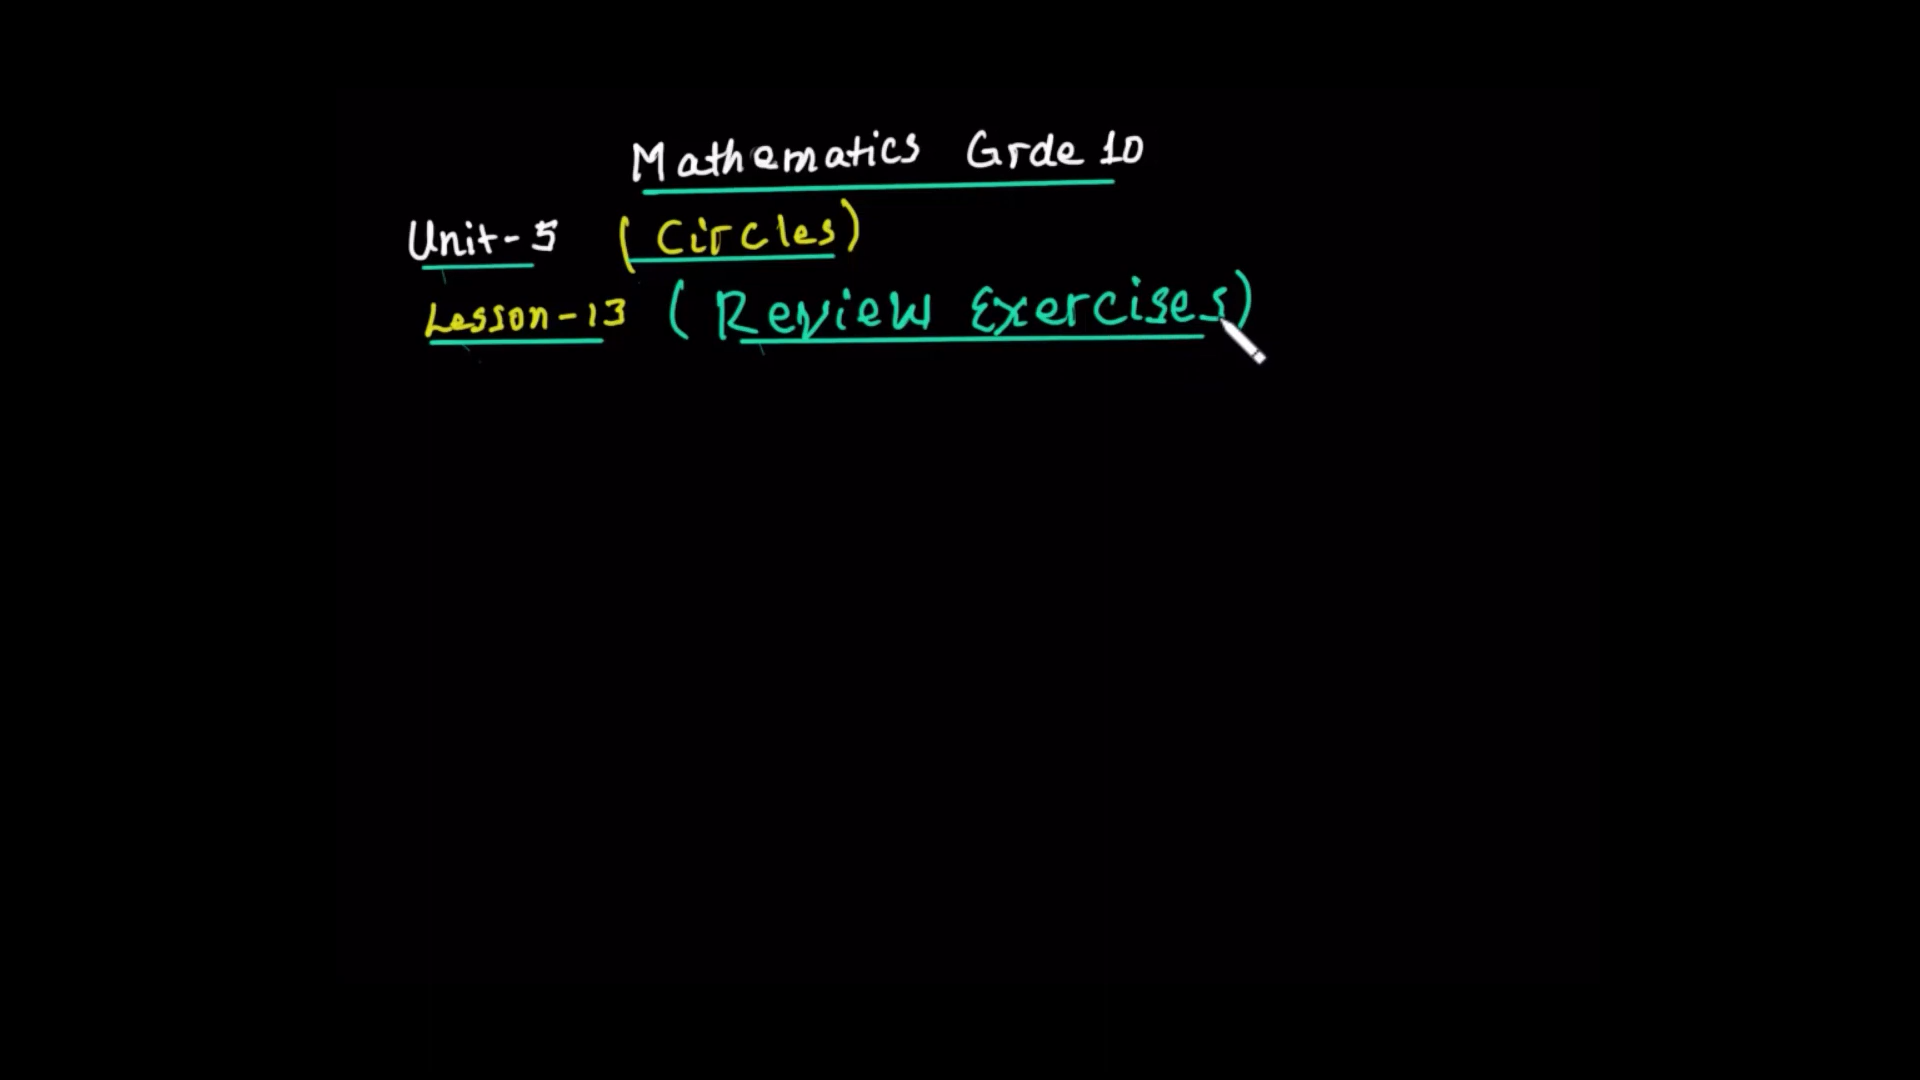 Mathematics Grde 10
Unit-5 (Circles)
Lesson-13 (Review Exercises)